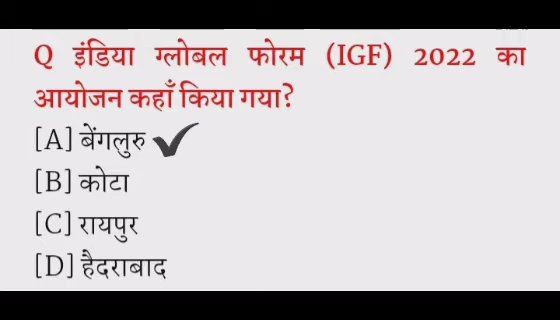 Q इंडिया ग्लोबल फोरम (IGF) 2022 का
आयोजन कहाँ किया गया?
[A] बेंगलुरु
[B] कोटा
[C] रायपुर
[D] हैदराबाद